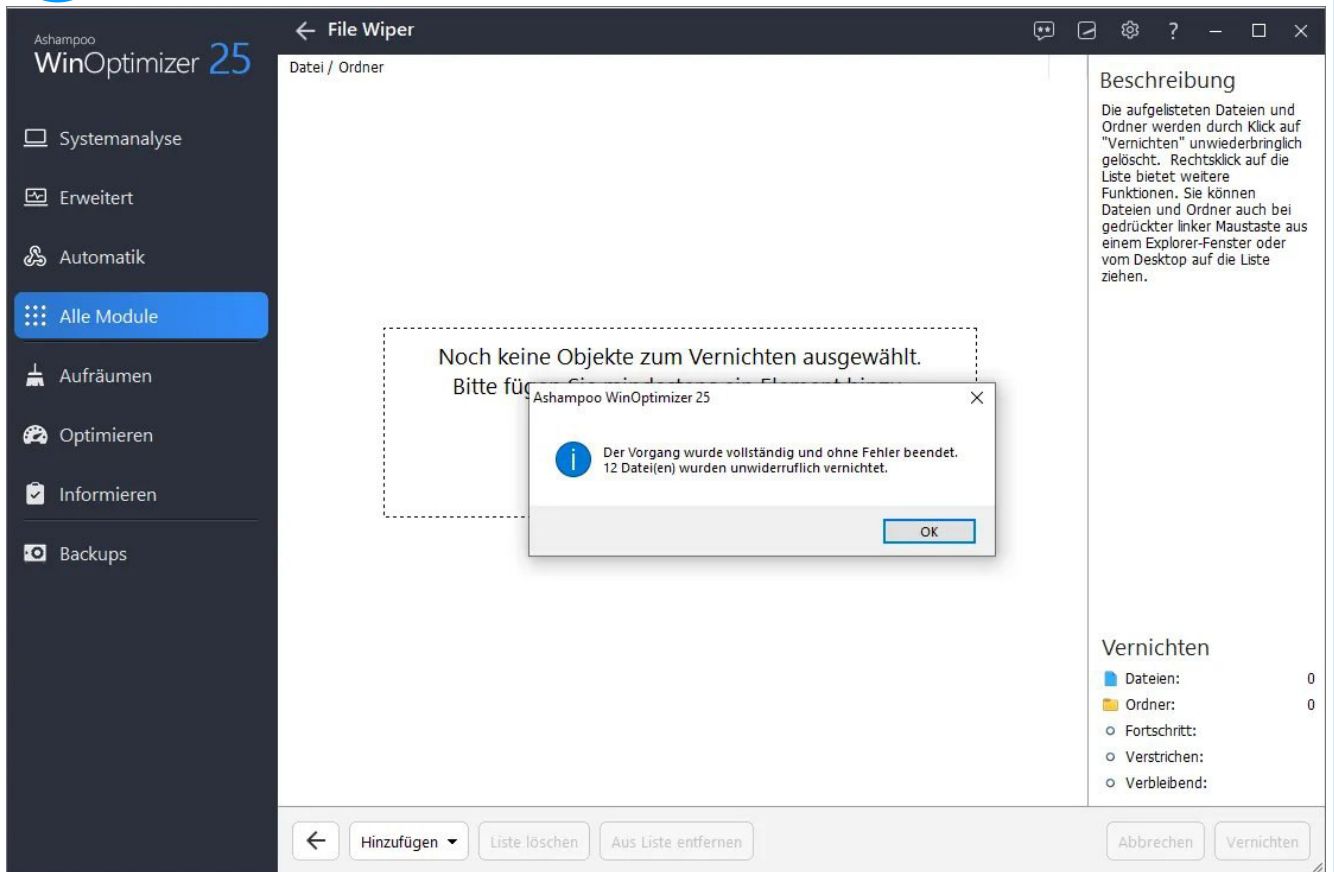 Ashampoo
WinOptimizer 25
Systemanalyse
Erweitert
Automatik
Alle Module
Aufräumen
Optimieren
Informieren
Backups
File Wiper
?
Datei / Ordner
Noch keine Objekte zum Vernichten ausgewählt.
Bitte
Ashampoo WinOptimizer 25
Der Vorgang wurde vollständig und ohne Fehler beendet.
12 Datei(en) wurden unwiderruflich vernichtet.
OK
Beschreibung
Die aufgelisteten Dateien und
Ordner werden durch Klick auf
"Vernichten" unwiederbringlich
gelöscht.  Rechtsklick auf die
Liste bietet weitere
Funktionen. Sie können
Dateien und Ordner auch bei
gedrückter linker Maustaste aus
einem Explorer-Fenster oder
vom Desktop auf die Liste
ziehen.
Vernichten
Dateien: 0
Ordner: 0
Fortschritt:
Verstrichen:
Verbleibend:
Hinzufügen
Liste löschen
Aus Liste entfernen
Abbrechen
Vernichten